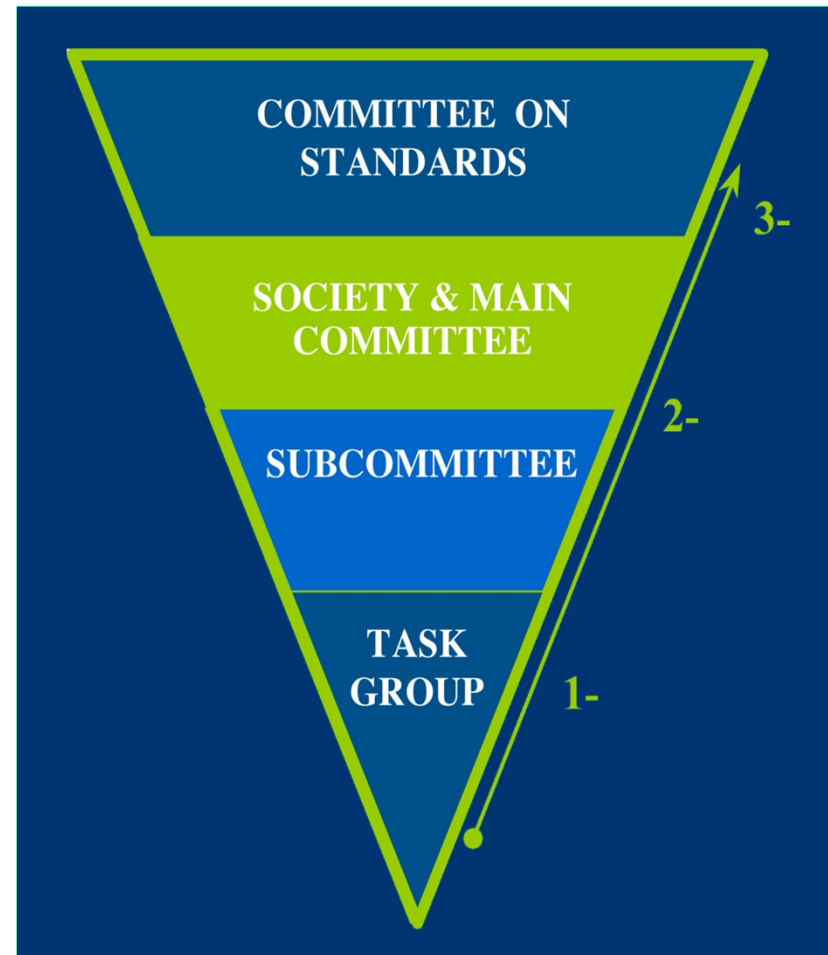 COMMITTEE ON
STANDARDS
3-
SOCIETY & MAIN
COMMITTEE
2-
SUBCOMMITTEE
TASK
GROUP
1-